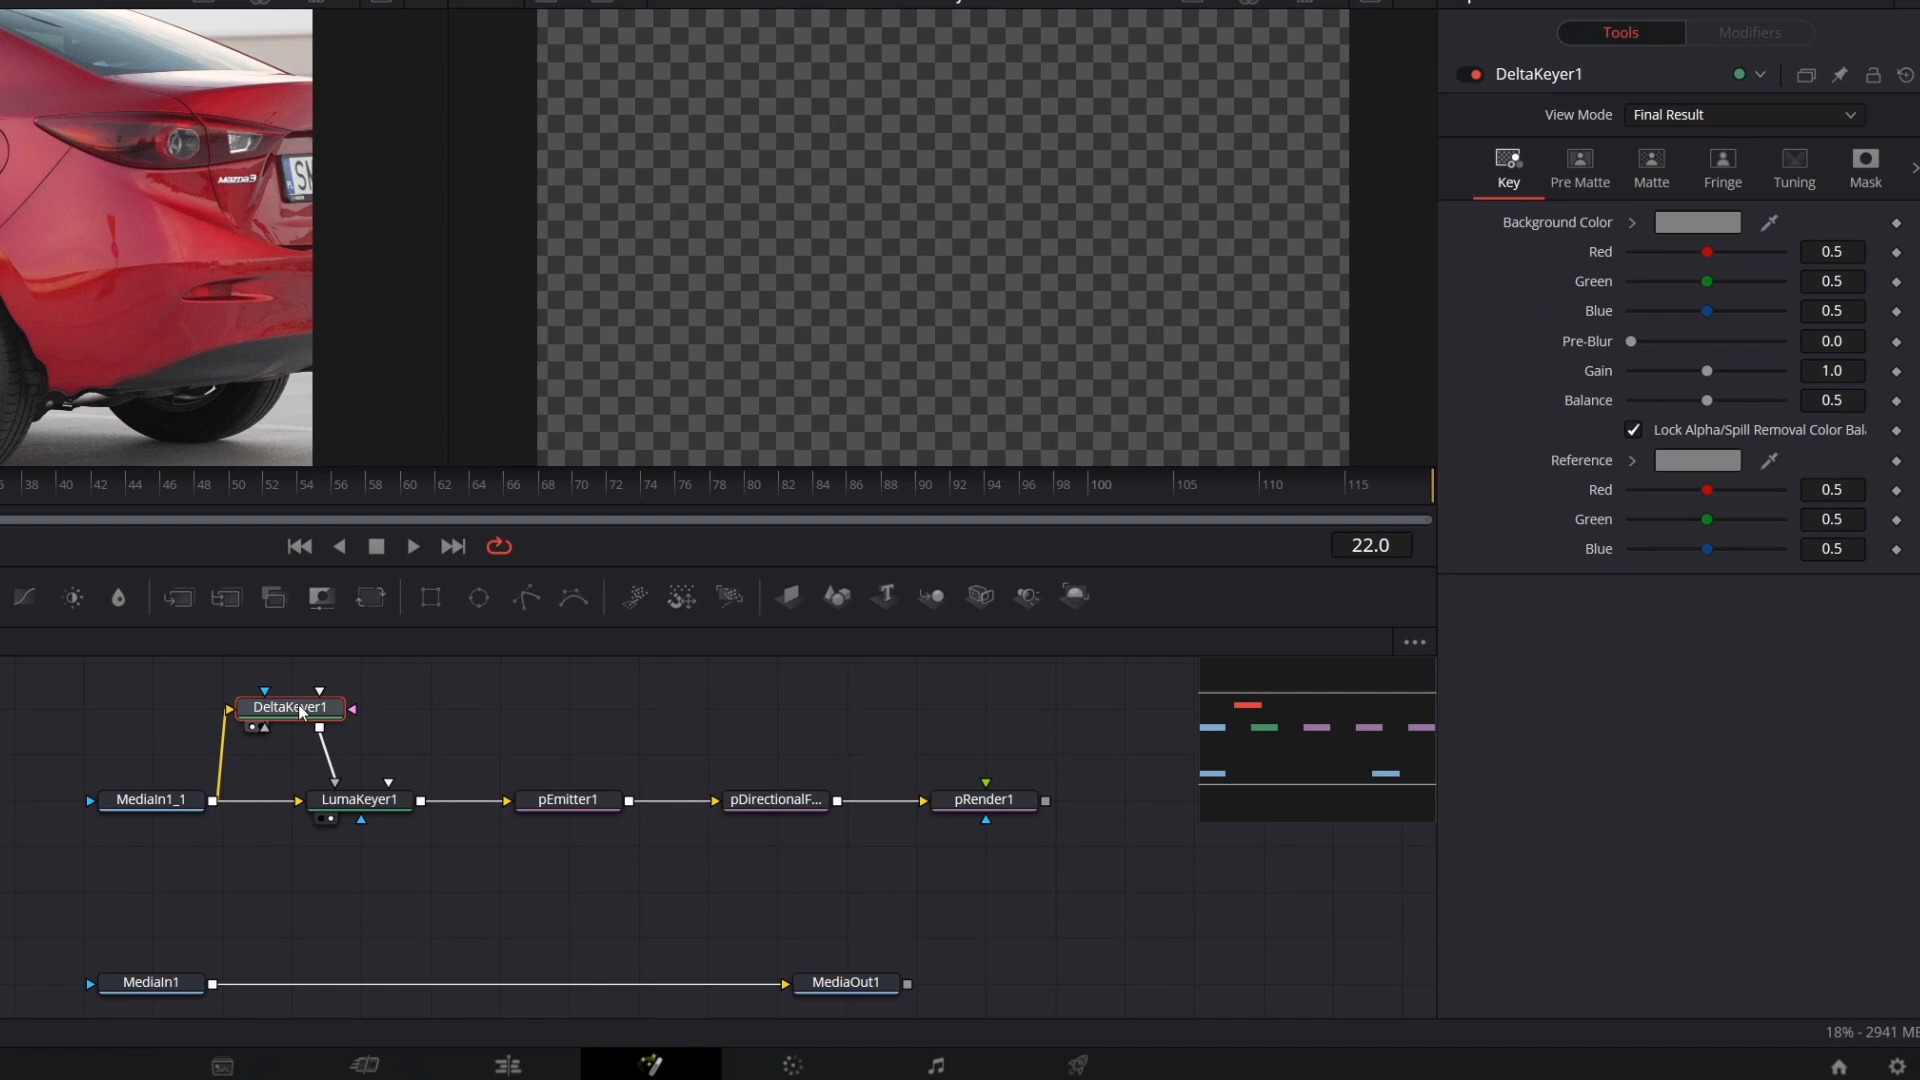 Tools
Modifiers
DeltaKeyer1
View Mode
Final Result
Key
Pre Matte
Matte
Fringe
Tuning
Mask
Background Color
Red
0.5
Green
0.5
Blue
0.5
Pre-Blur
0.0
Gain
1.0
Balance
0.5
Lock Alpha/Spill Removal Color Bal
Reference
Red
0.5
Green
0.5
Blue
0.5
mazda3
SM
38 40 42 44 46 48 50 52 54 56 58 60 62 64 66 68 70 72 74 76 78 80 82 84 86 88 90 92 94 96 98 100 105 110 115
22.0
DeltaKeyer1
MediaIn1_1
LumaKeyer1
pEmitter1
pDirectionalF...
pRender1
MediaIn1
MediaOut1
18% - 2941 MB